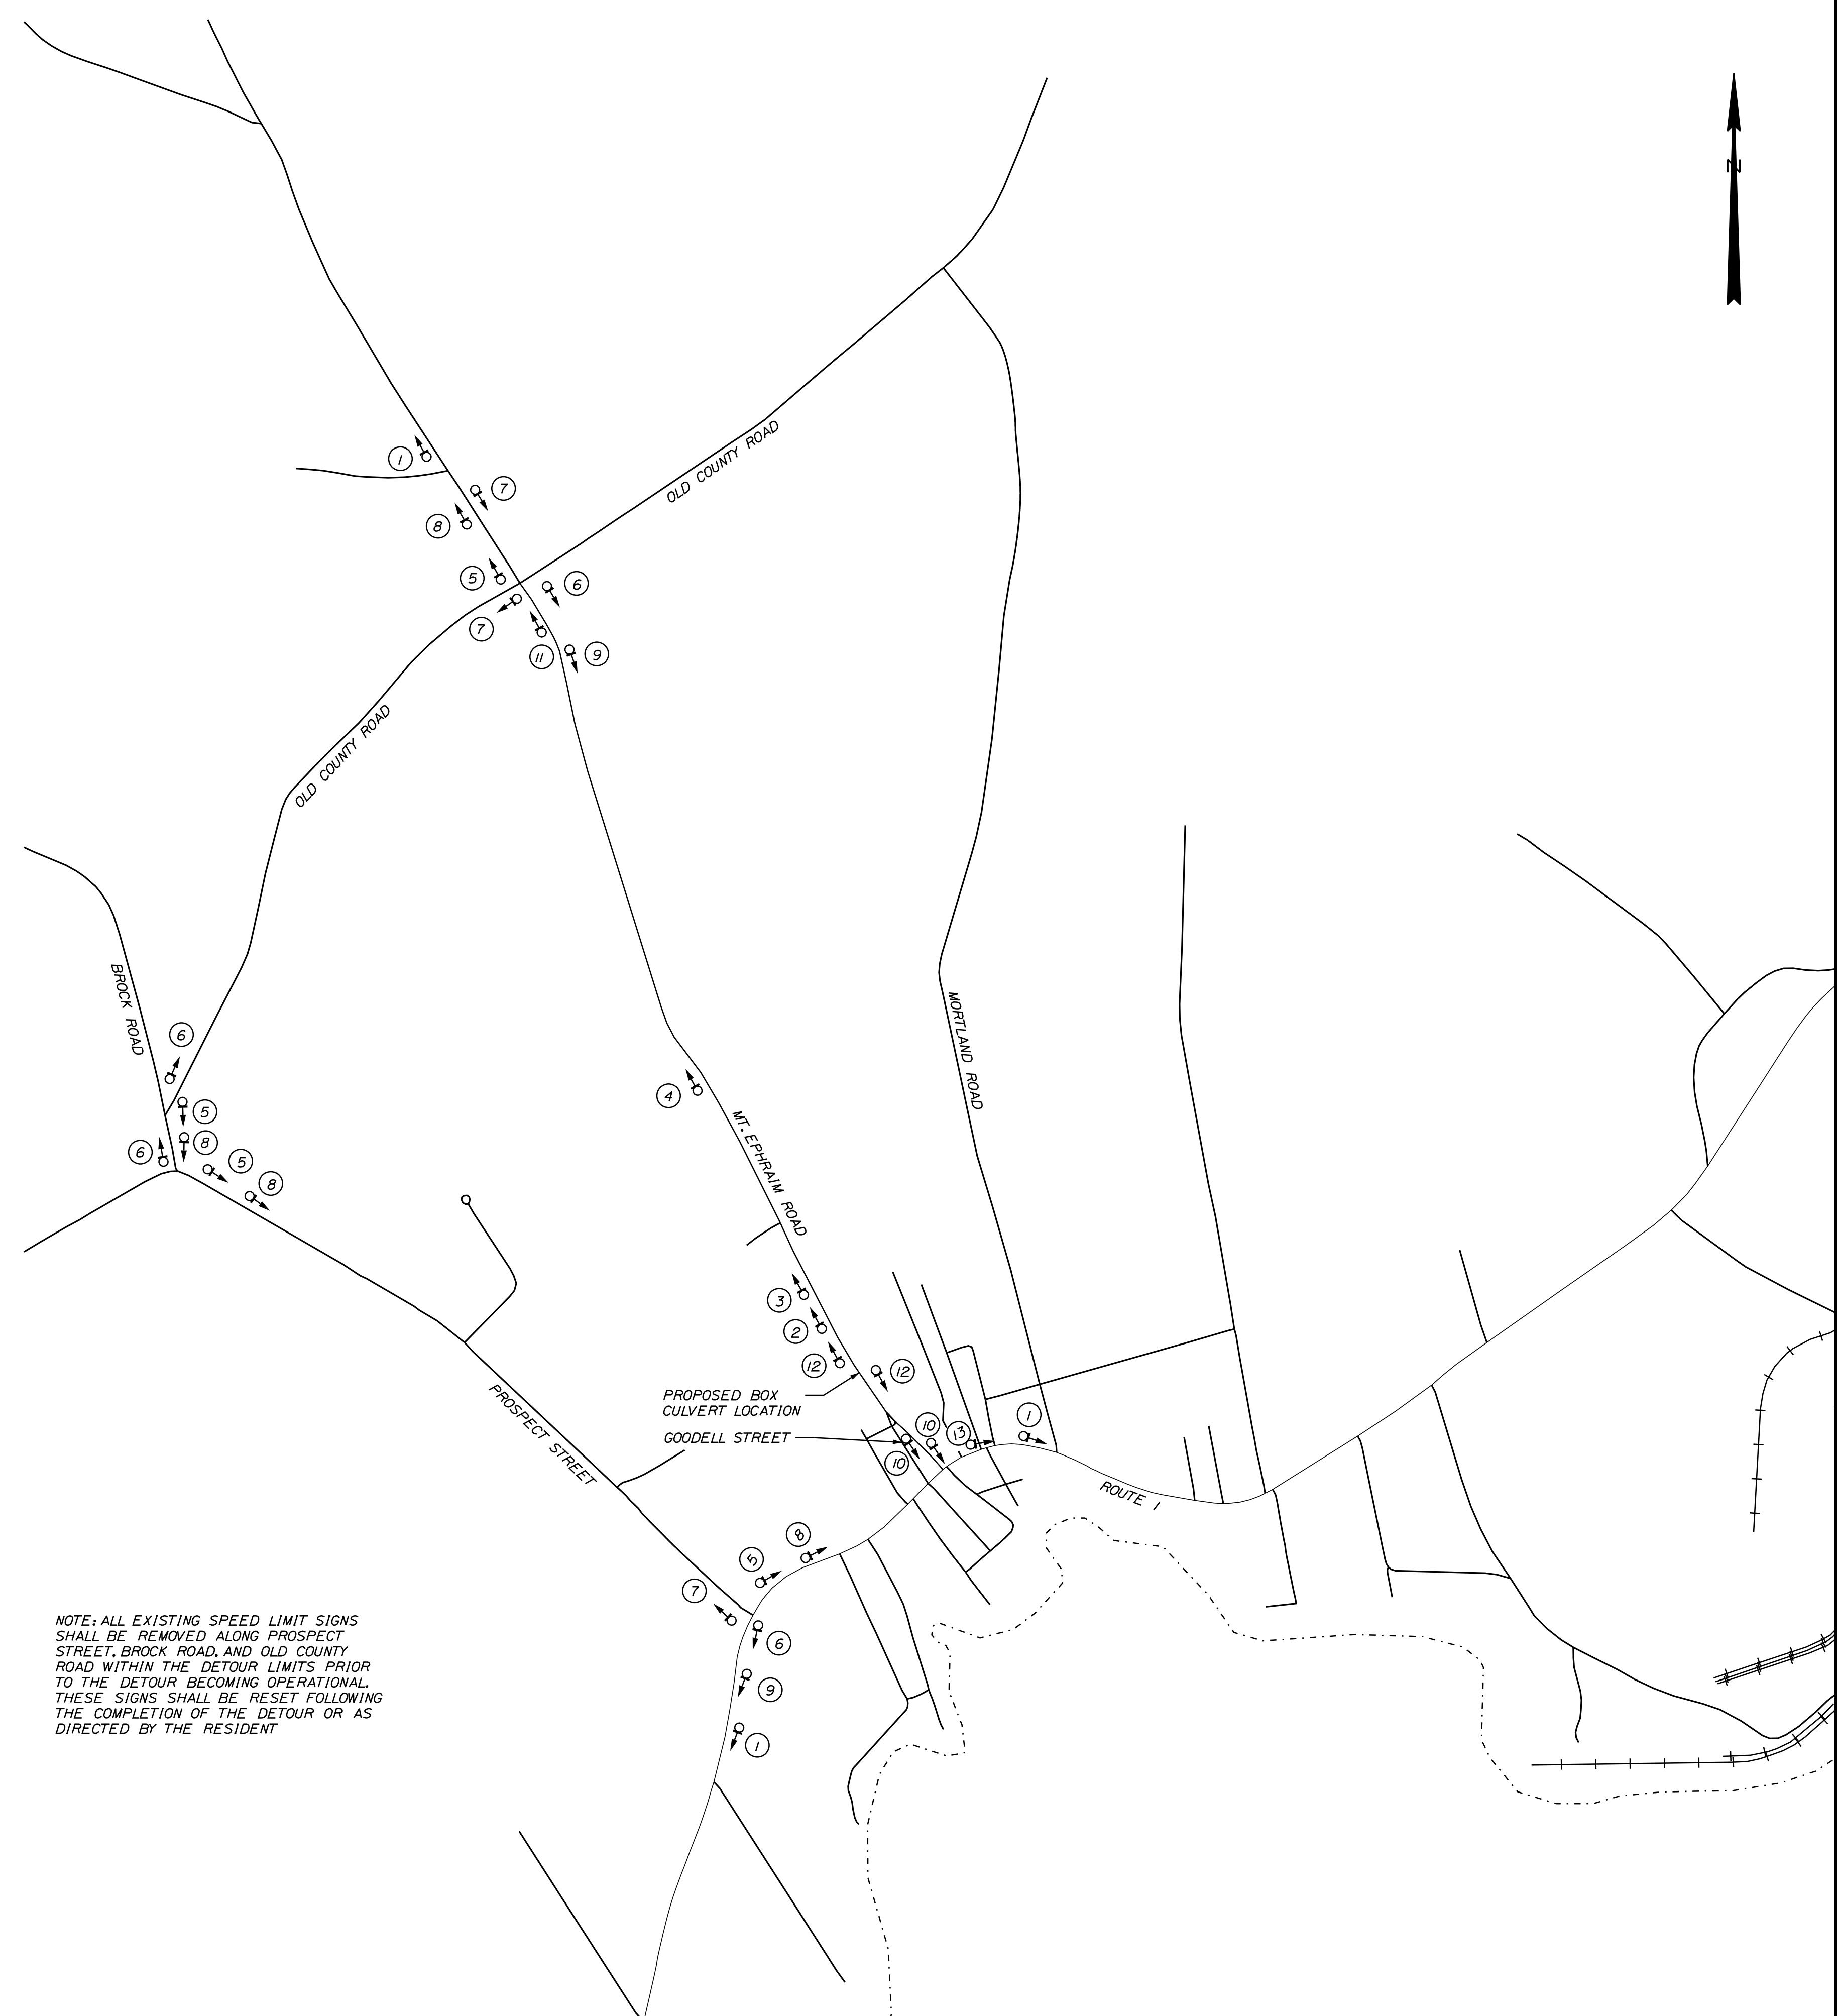 N
OLD COUNTY ROAD
1
7
8
5
6
7
11
9
OLD COUNTY ROAD
BROCK ROAD
6
5
8
6
5
8
MORTLAND ROAD
4
MT. EPHRAIM ROAD
3
2
12
12
PROPOSED BOX
CULVERT LOCATION
GOODELL STREET
10
10
13
1
PROSPECT STREET
ROUTE 1
8
5
7
6
9
1
NOTE: ALL EXISTING SPEED LIMIT SIGNS
SHALL BE REMOVED ALONG PROSPECT
STREET, BROCK ROAD, AND OLD COUNTY
ROAD WITHIN THE DETOUR LIMITS PRIOR
TO THE DETOUR BECOMING OPERATIONAL.
THESE SIGNS SHALL BE RESET FOLLOWING
THE COMPLETION OF THE DETOUR OR AS
DIRECTED BY THE RESIDENT